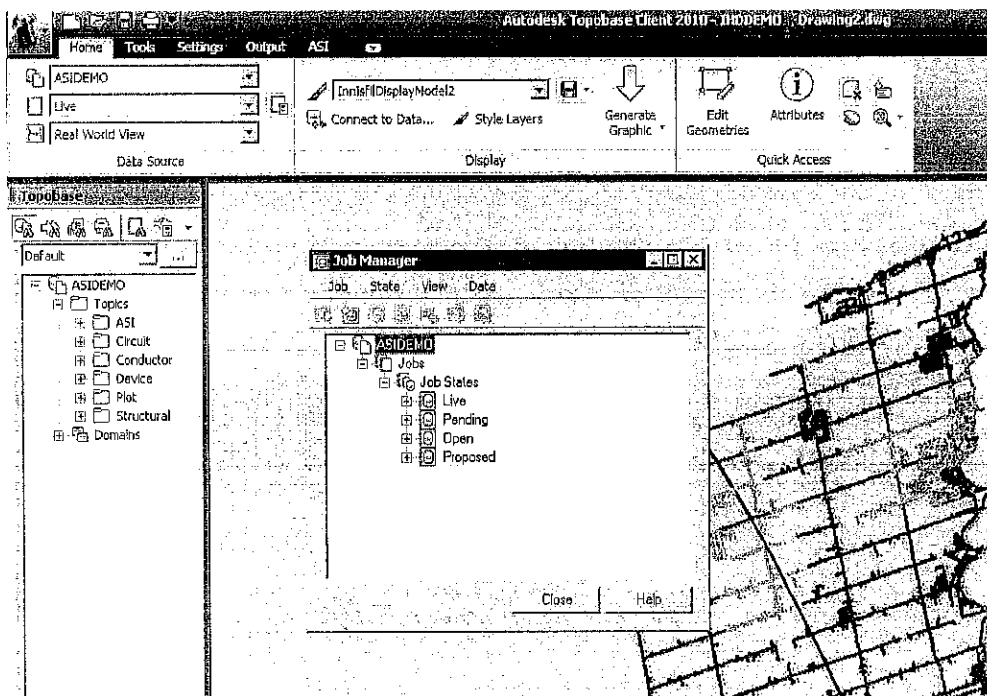 Autodesk Topobase Client 2010 - IHDDEMO - Drawing2.dwg
Home Tools Settings Output ASI
ASIDEMO
Live
Real World View
Data Source
InnisfilDisplayModel2
Connect to Data... Style Layers
Generate Graphic
Display
Edit Geometries
Attributes
Quick Access
Topobase
Default
...
ASIDEMO
Topics
ASI
Circuit
Conductor
Device
Plot
Structural
Domains
Job Manager
Job State View Data
ASIDEMO
Jobs
Job States
Live
Pending
Open
Proposed
Close Help